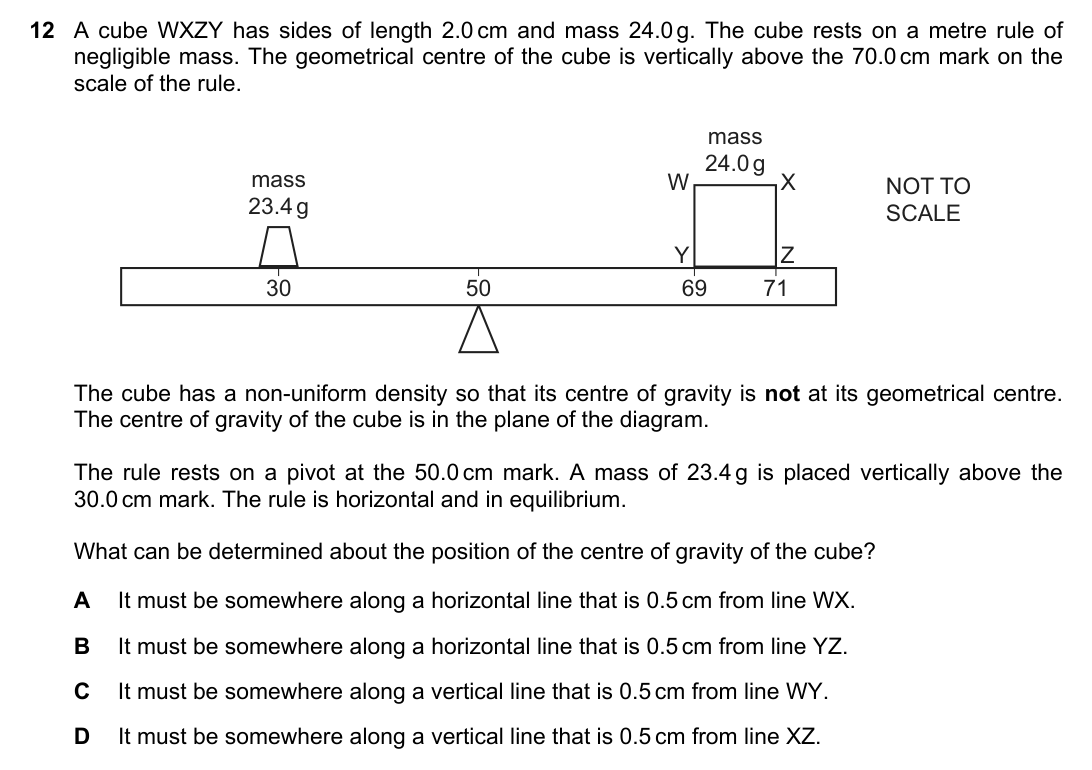 12 A cube WXZY has sides of length 2.0 cm and mass 24.0 g. The cube rests on a metre rule of
negligible mass. The geometrical centre of the cube is vertically above the 70.0 cm mark on the
scale of the rule.
mass
24.0 g
mass
23.4 g
W
X
NOT TO
SCALE
Y
Z
30
50
69
71
The cube has a non-uniform density so that its centre of gravity is not at its geometrical centre.
The centre of gravity of the cube is in the plane of the diagram.
The rule rests on a pivot at the 50.0 cm mark. A mass of 23.4 g is placed vertically above the
30.0 cm mark. The rule is horizontal and in equilibrium.
What can be determined about the position of the centre of gravity of the cube?
A It must be somewhere along a horizontal line that is 0.5 cm from line WX.
B It must be somewhere along a horizontal line that is 0.5 cm from line YZ.
C It must be somewhere along a vertical line that is 0.5 cm from line WY.
D It must be somewhere along a vertical line that is 0.5 cm from line XZ.